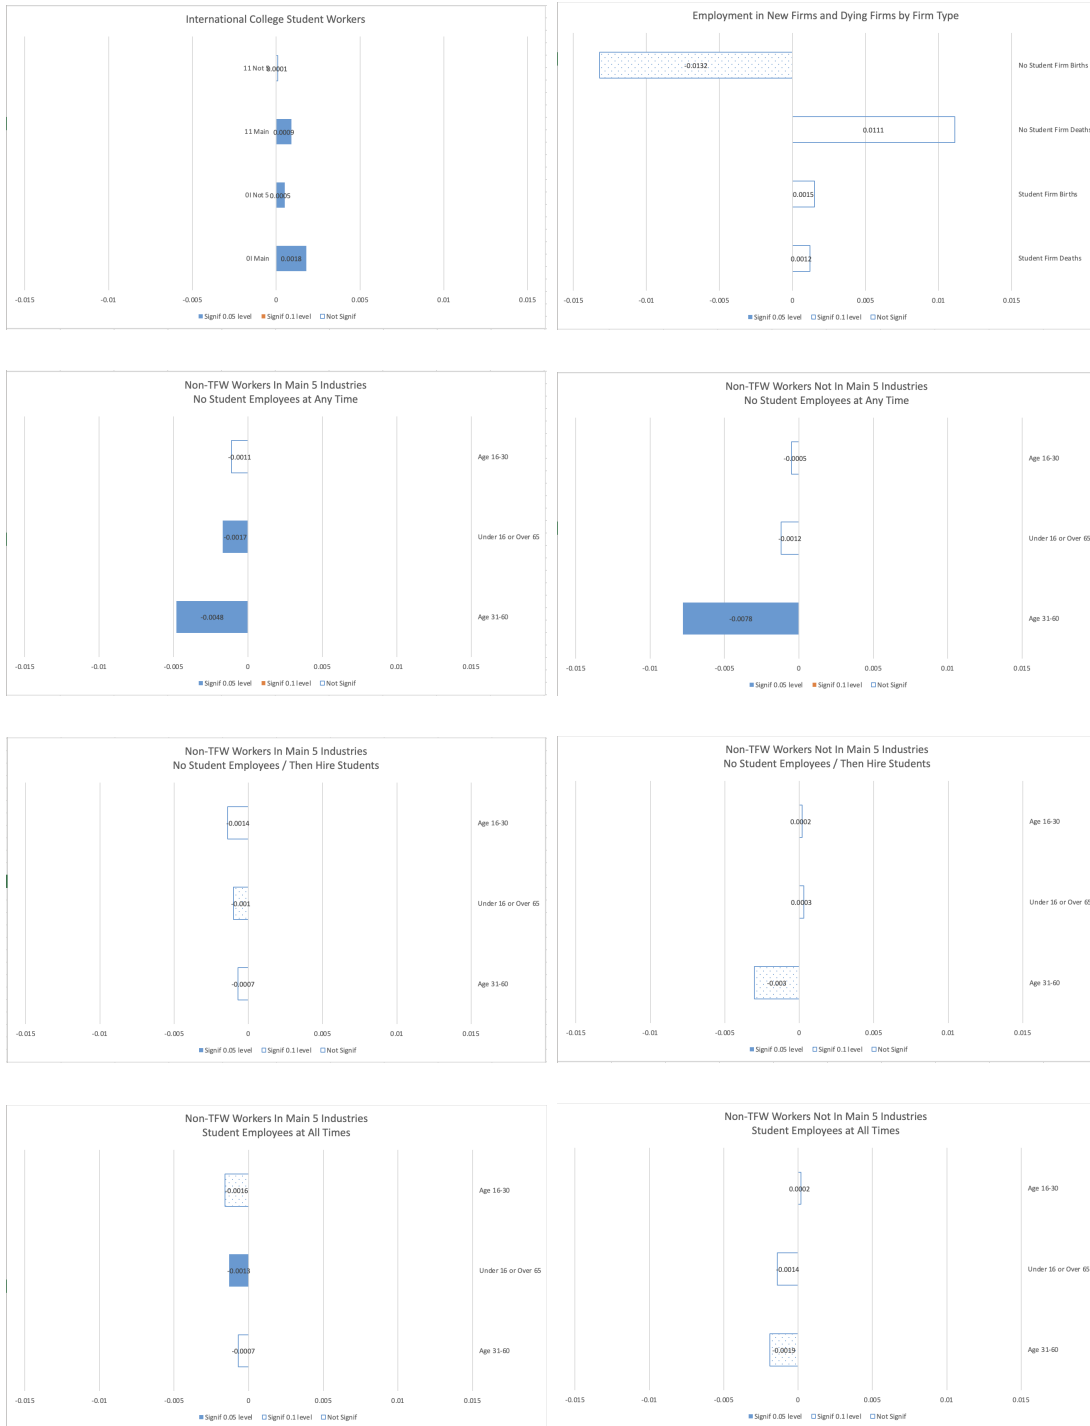 International College Student Workers
11 Not 5
0.0001
11 Main
0.0009
0I Not 5
0.0005
0I Main
0.0018
-0.015 -0.01 -0.005 0 0.005 0.01 0.015
Signif 0.05 level Signif 0.1 level Not Signif
Employment in New Firms and Dying Firms by Firm Type
-0.0132
No Student Firm Births
0.0111
No Student Firm Deaths
0.0015
Student Firm Births
0.0012
Student Firm Deaths
-0.015 -0.01 -0.005 0 0.005 0.01 0.015
Signif 0.05 level Signif 0.1 level Not Signif
Non-TFW Workers In Main 5 Industries
No Student Employees at Any Time
-0.0011
Age 16-30
-0.0017
Under 16 or Over 65
-0.0048
Age 31-60
-0.015 -0.01 -0.005 0 0.005 0.01 0.015
Signif 0.05 level Signif 0.1 level Not Signif
Non-TFW Workers Not In Main 5 Industries
No Student Employees at Any Time
-0.0005
Age 16-30
-0.0012
Under 16 or Over 65
-0.0078
Age 31-60
-0.015 -0.01 -0.005 0 0.005 0.01 0.015
Signif 0.05 level Signif 0.1 level Not Signif
Non-TFW Workers In Main 5 Industries
No Student Employees / Then Hire Students
-0.0014
Age 16-30
-0.001
Under 16 or Over 65
-0.0007
Age 31-60
-0.015 -0.01 -0.005 0 0.005 0.01 0.015
Signif 0.05 level Signif 0.1 level Not Signif
Non-TFW Workers Not In Main 5 Industries
No Student Employees / Then Hire Students
0.0002
Age 16-30
0.0003
Under 16 or Over 65
-0.003
Age 31-60
-0.015 -0.01 -0.005 0 0.005 0.01 0.015
Signif 0.05 level Signif 0.1 level Not Signif
Non-TFW Workers In Main 5 Industries
Student Employees at All Times
-0.0016
Age 16-30
-0.0013
Under 16 or Over 65
-0.0007
Age 31-60
-0.015 -0.01 -0.005 0 0.005 0.01 0.015
Signif 0.05 level Signif 0.1 level Not Signif
Non-TFW Workers Not In Main 5 Industries
Student Employees at All Times
0.0002
Age 16-30
-0.0014
Under 16 or Over 65
-0.0019
Age 31-60
-0.015 -0.01 -0.005 0 0.005 0.01 0.015
Signif 0.05 level Signif 0.1 level Not Signif